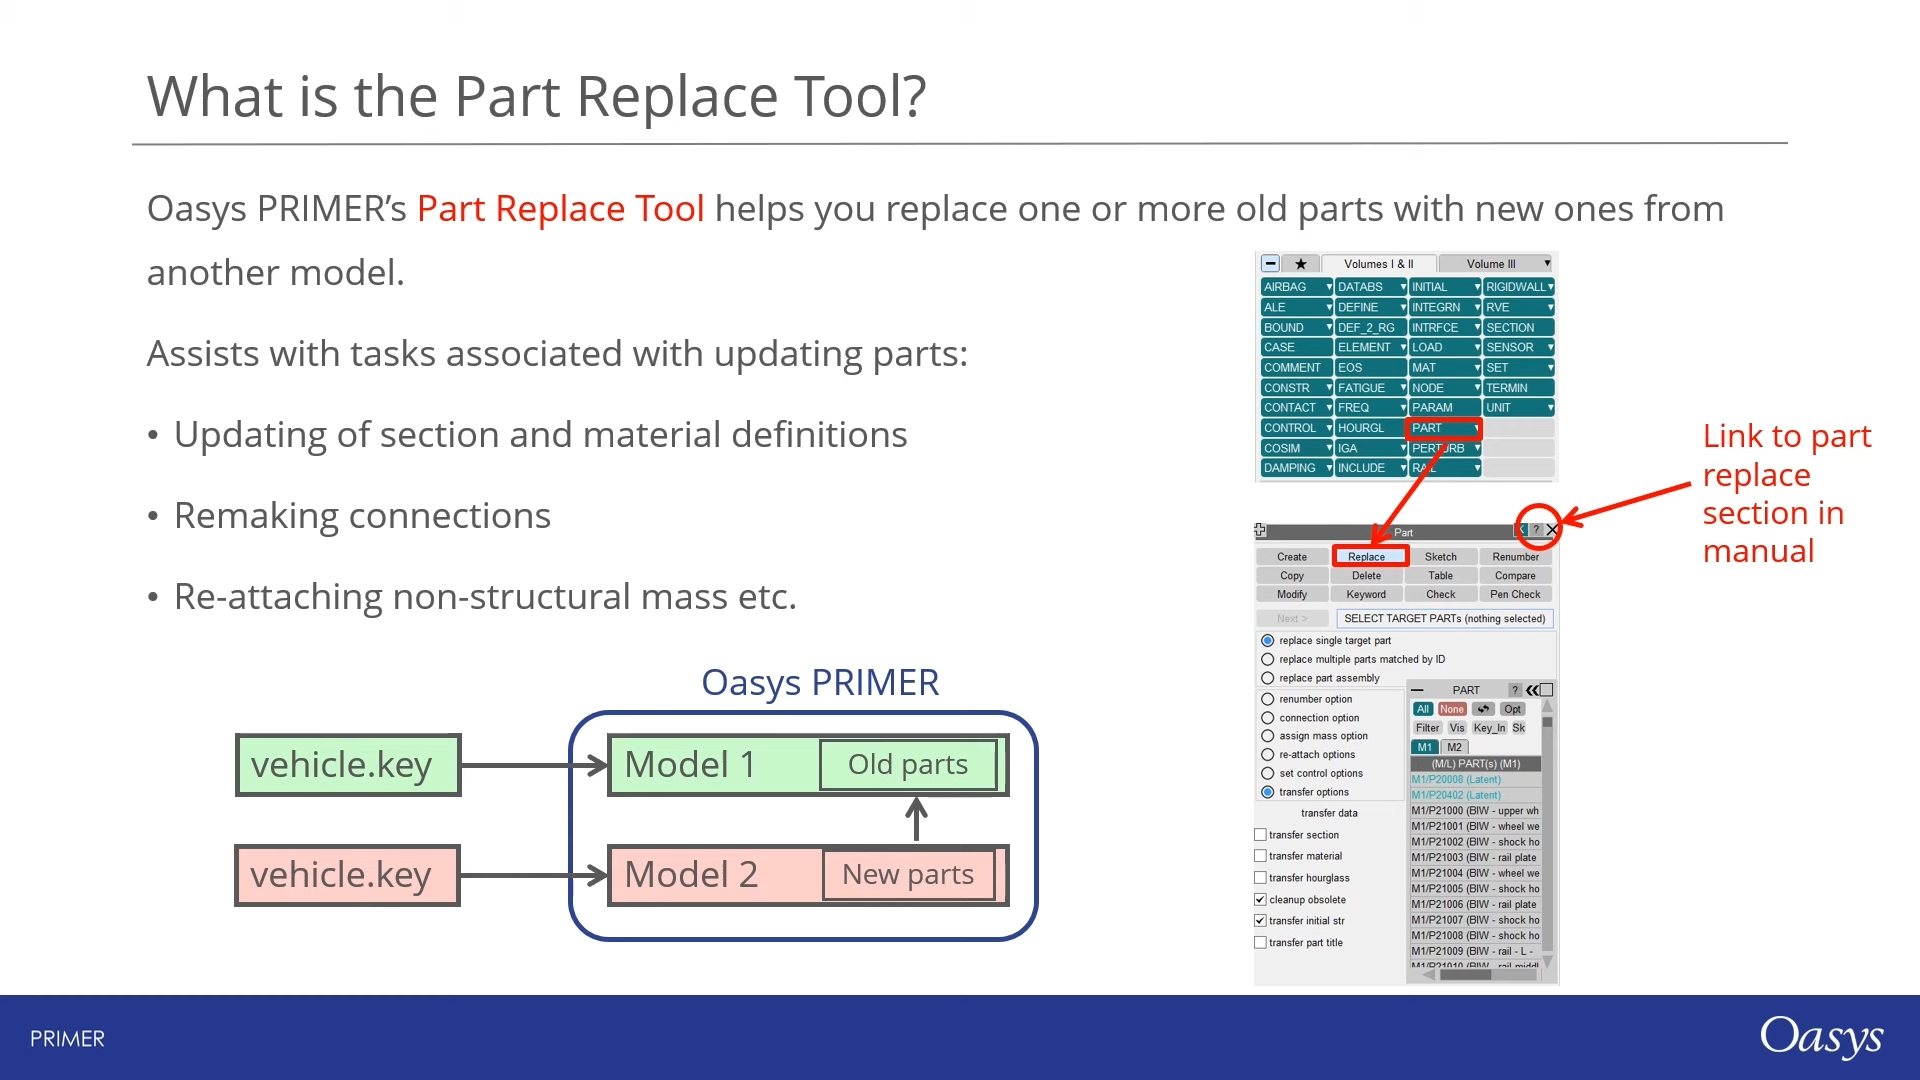 What is the Part Replace Tool?
Oasys PRIMER’s Part Replace Tool helps you replace one or more old parts with new ones from
another model.
Assists with tasks associated with updating parts:
• Updating of section and material definitions
• Remaking connections
• Re-attaching non-structural mass etc.
Oasys PRIMER
vehicle.key
Model 1
Old parts
vehicle.key
Model 2
New parts
Volumes I & II
Volume III
AIRBAG DATABS INITIAL RIGIDWALL
ALE DEFINE INTEGRN RVE
BOUND DEF_2_RG INTRFCE SECTION
CASE ELEMENT LOAD SENSOR
COMMENT EOS MAT SET
CONSTR FATIGUE NODE TERMIN
CONTACT FREQ PARAM UNIT
CONTROL HOURGL PART
COSIM IGA PERTURB
DAMPING INCLUDE RAIL
Link to part
replace
section in
manual
Part ?
Create Replace Sketch Renumber
Copy Delete Table Compare
Modify Keyword Check Pen Check
Next > SELECT TARGET PARTs (nothing selected)
replace single target part
replace multiple parts matched by ID
replace part assembly
renumber option
connection option
assign mass option
re-attach options
set control options
transfer options
transfer data
transfer section
transfer material
transfer hourglass
cleanup obsolete
transfer initial str
transfer part title
PART ?
All None Opt
Filter Vis Key_In Sk
M1 M2
(M/L) PART(s) (M1)
M1/P20008 (Latent)
M1/P20402 (Latent)
M1/P21000 (BIW - upper wh
M1/P21001 (BIW - wheel we
M1/P21002 (BIW - shock ho
M1/P21003 (BIW - rail plate
M1/P21004 (BIW - wheel we
M1/P21005 (BIW - shock ho
M1/P21006 (BIW - rail plate
M1/P21007 (BIW - shock ho
M1/P21008 (BIW - shock ho
M1/P21009 (BIW - rail - L -
M1/P21010 (BIW - rail middl
PRIMER
Oasys